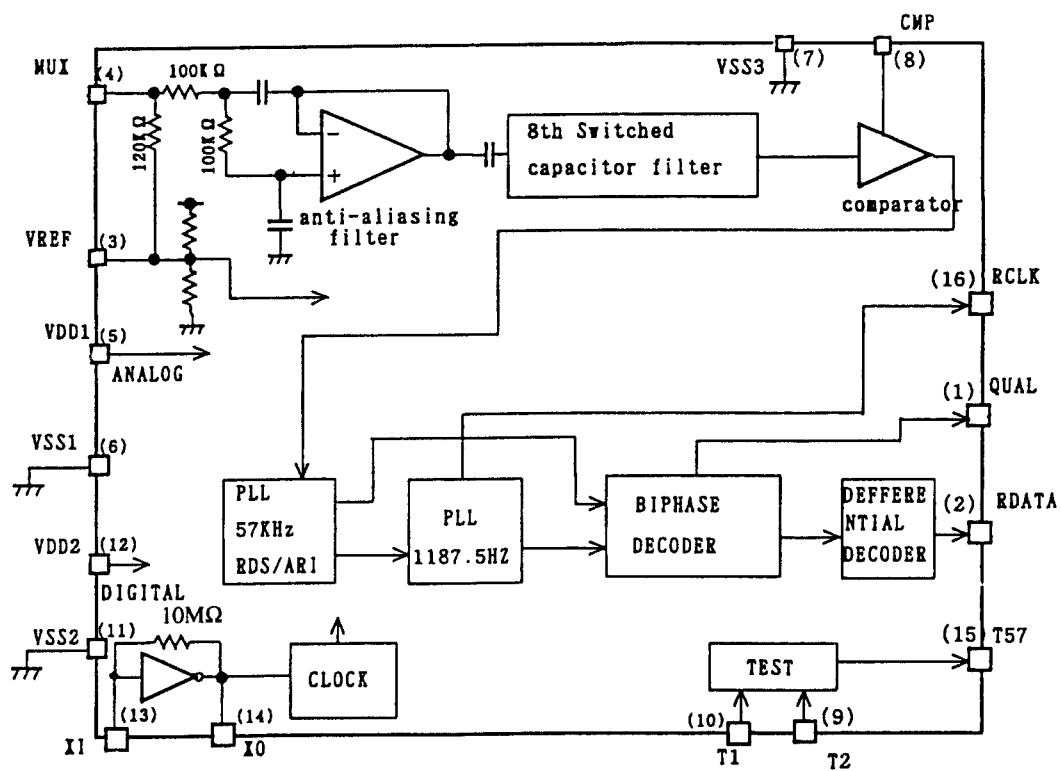 CMP
MUX
VSS3
(7)
(8)
(4)
100KΩ
120KΩ
100KΩ
−
+
8th Switched
capacitor filter
comparator
anti-aliasing
filter
VREF
(3)
(16)
RCLK
VDD1
(5)
ANALOG
(1)
QUAL
VSS1
(6)
PLL
57KHz
RDS/ARI
PLL
1187.5HZ
BIPHASE
DECODER
DEFFERE
NTIAL
DECODER
(2)
RDATA
VDD2
(12)
DIGITAL
10MΩ
VSS2
(11)
CLOCK
TEST
(15)
T57
(13)
(14)
(10)
(9)
XI
XO
T1
T2